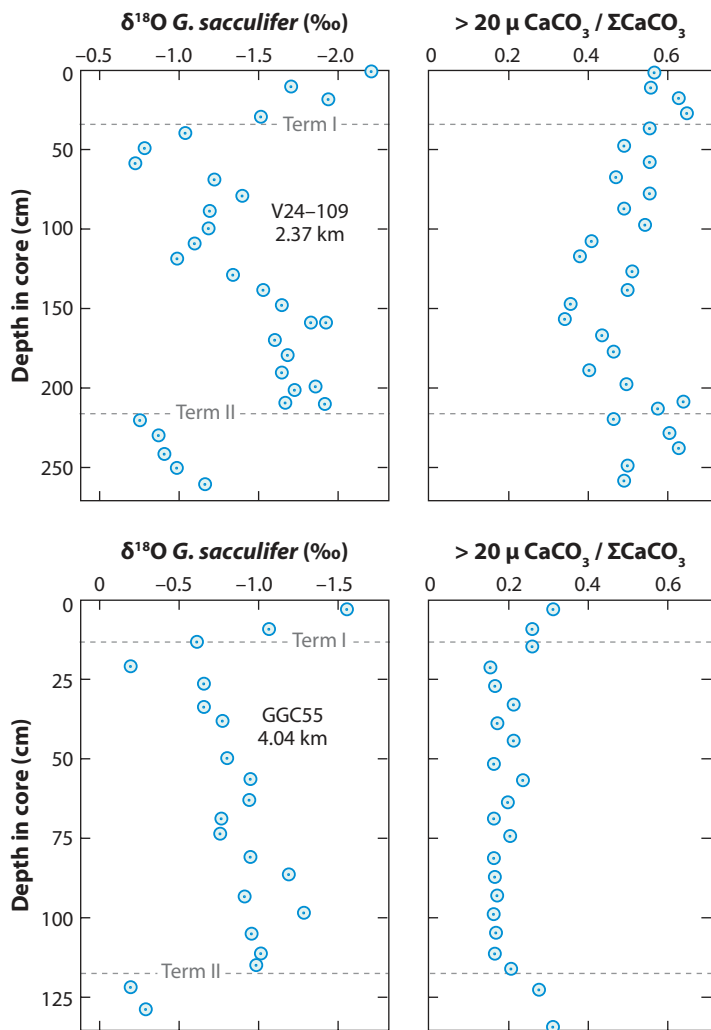 δ¹⁸O G. sacculifer (‰)
> 20 μ CaCO₃ / ΣCaCO₃
−0.5 −1.0 −1.5 −2.0
0 0.2 0.4 0.6
0
50
100
150
200
250
Depth in core (cm)
Term I
V24–109
2.37 km
Term II
δ¹⁸O G. sacculifer (‰)
> 20 μ CaCO₃ / ΣCaCO₃
0 −0.5 −1.0 −1.5
0 0.2 0.4 0.6
0
25
50
75
100
125
Depth in core (cm)
Term I
GGC55
4.04 km
Term II